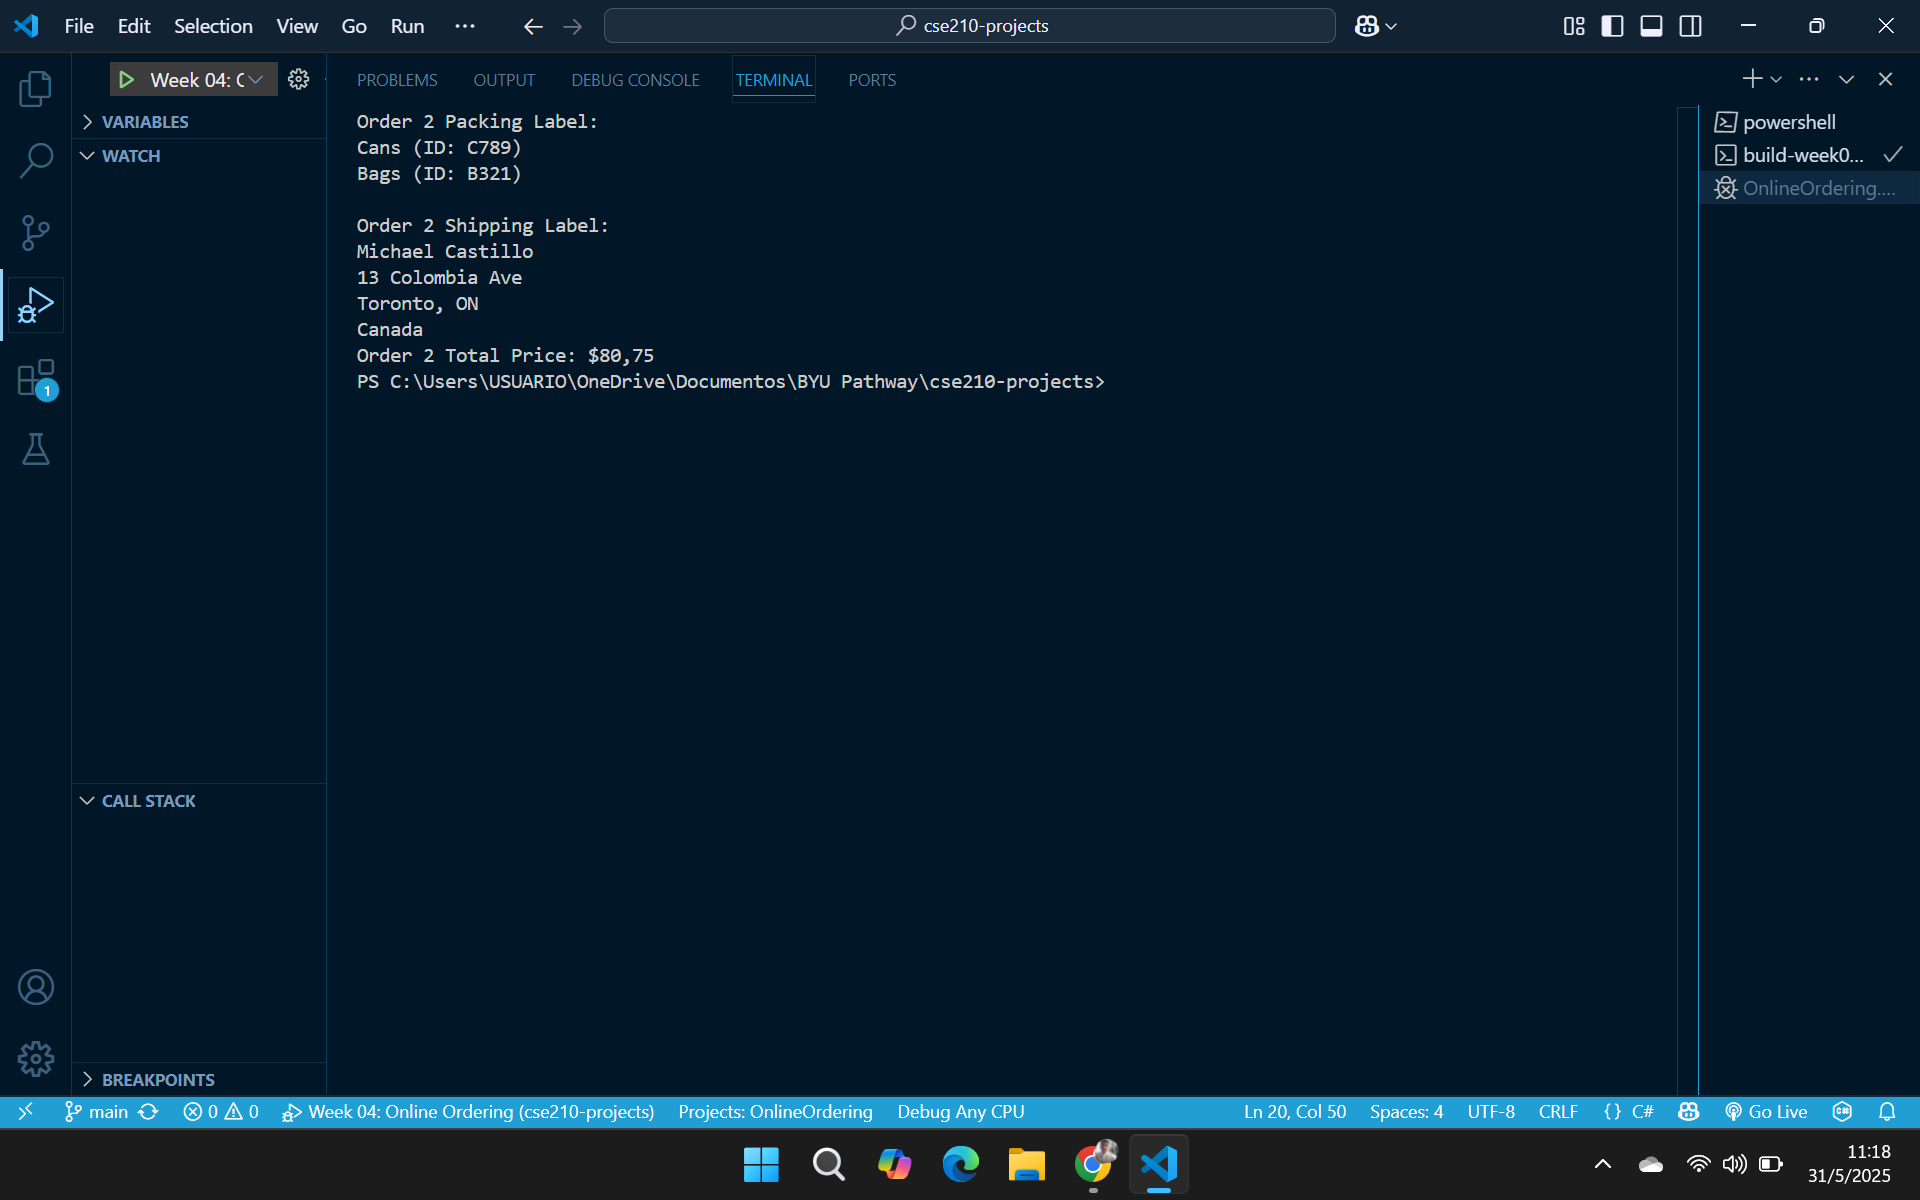 File Edit Selection View Go Run ···
cse210-projects
Week 04: 
PROBLEMS OUTPUT DEBUG CONSOLE TERMINAL PORTS
VARIABLES
WATCH
CALL STACK
BREAKPOINTS
Order 2 Packing Label:
Cans (ID: C789)
Bags (ID: B321)
Order 2 Shipping Label:
Michael Castillo
13 Colombia Ave
Toronto, ON
Canada
Order 2 Total Price: $80,75
PS C:\Users\USUARIO\OneDrive\Documentos\BYU Pathway\cse210-projects>
powershell
build-week0...
OnlineOrdering....
1
main 0 0 Week 04: Online Ordering (cse210-projects) Projects: OnlineOrdering Debug Any CPU Ln 20, Col 50 Spaces: 4 UTF-8 CRLF {} C# Go Live
11:18
31/5/2025